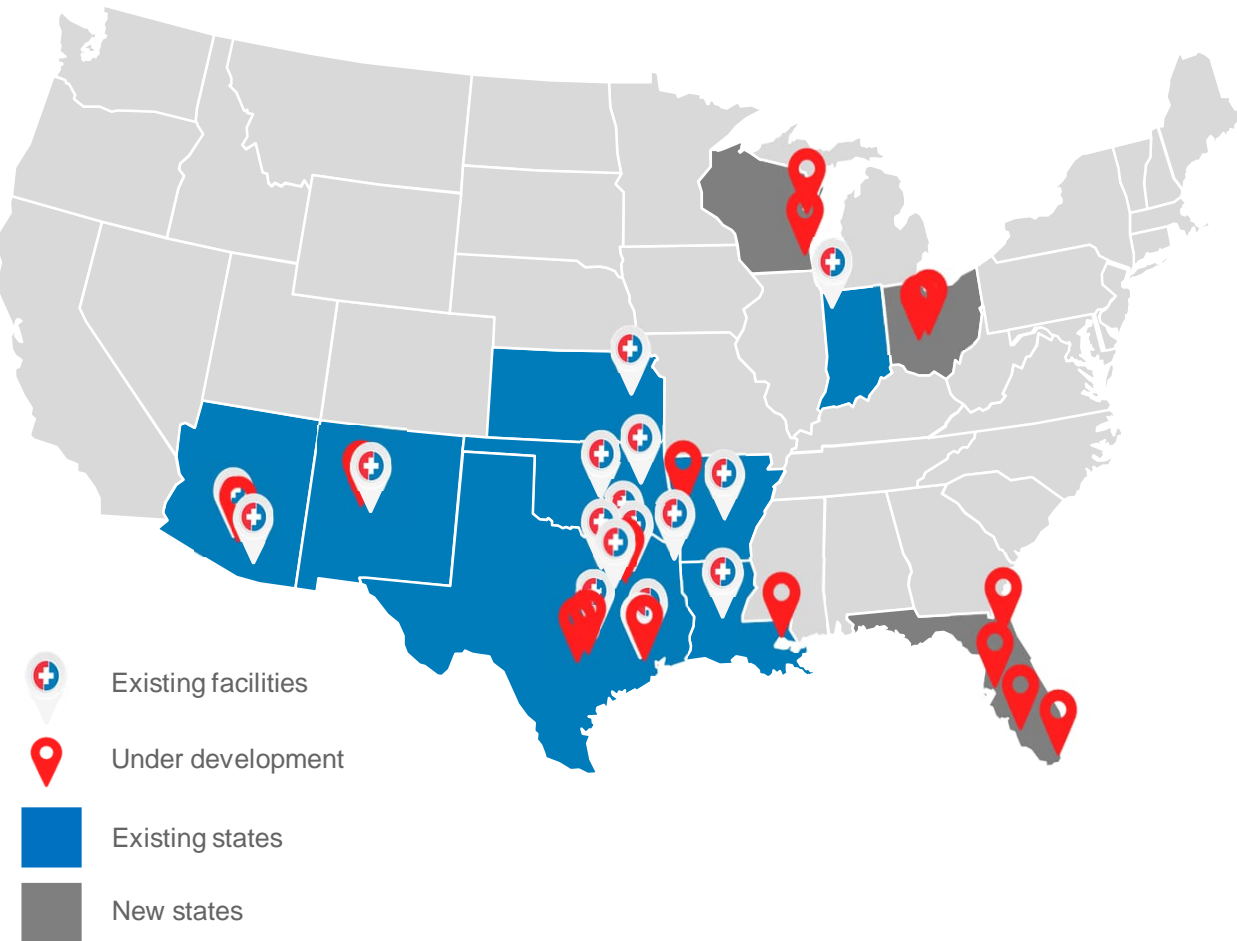 Existing facilities
Under development
Existing states
New states